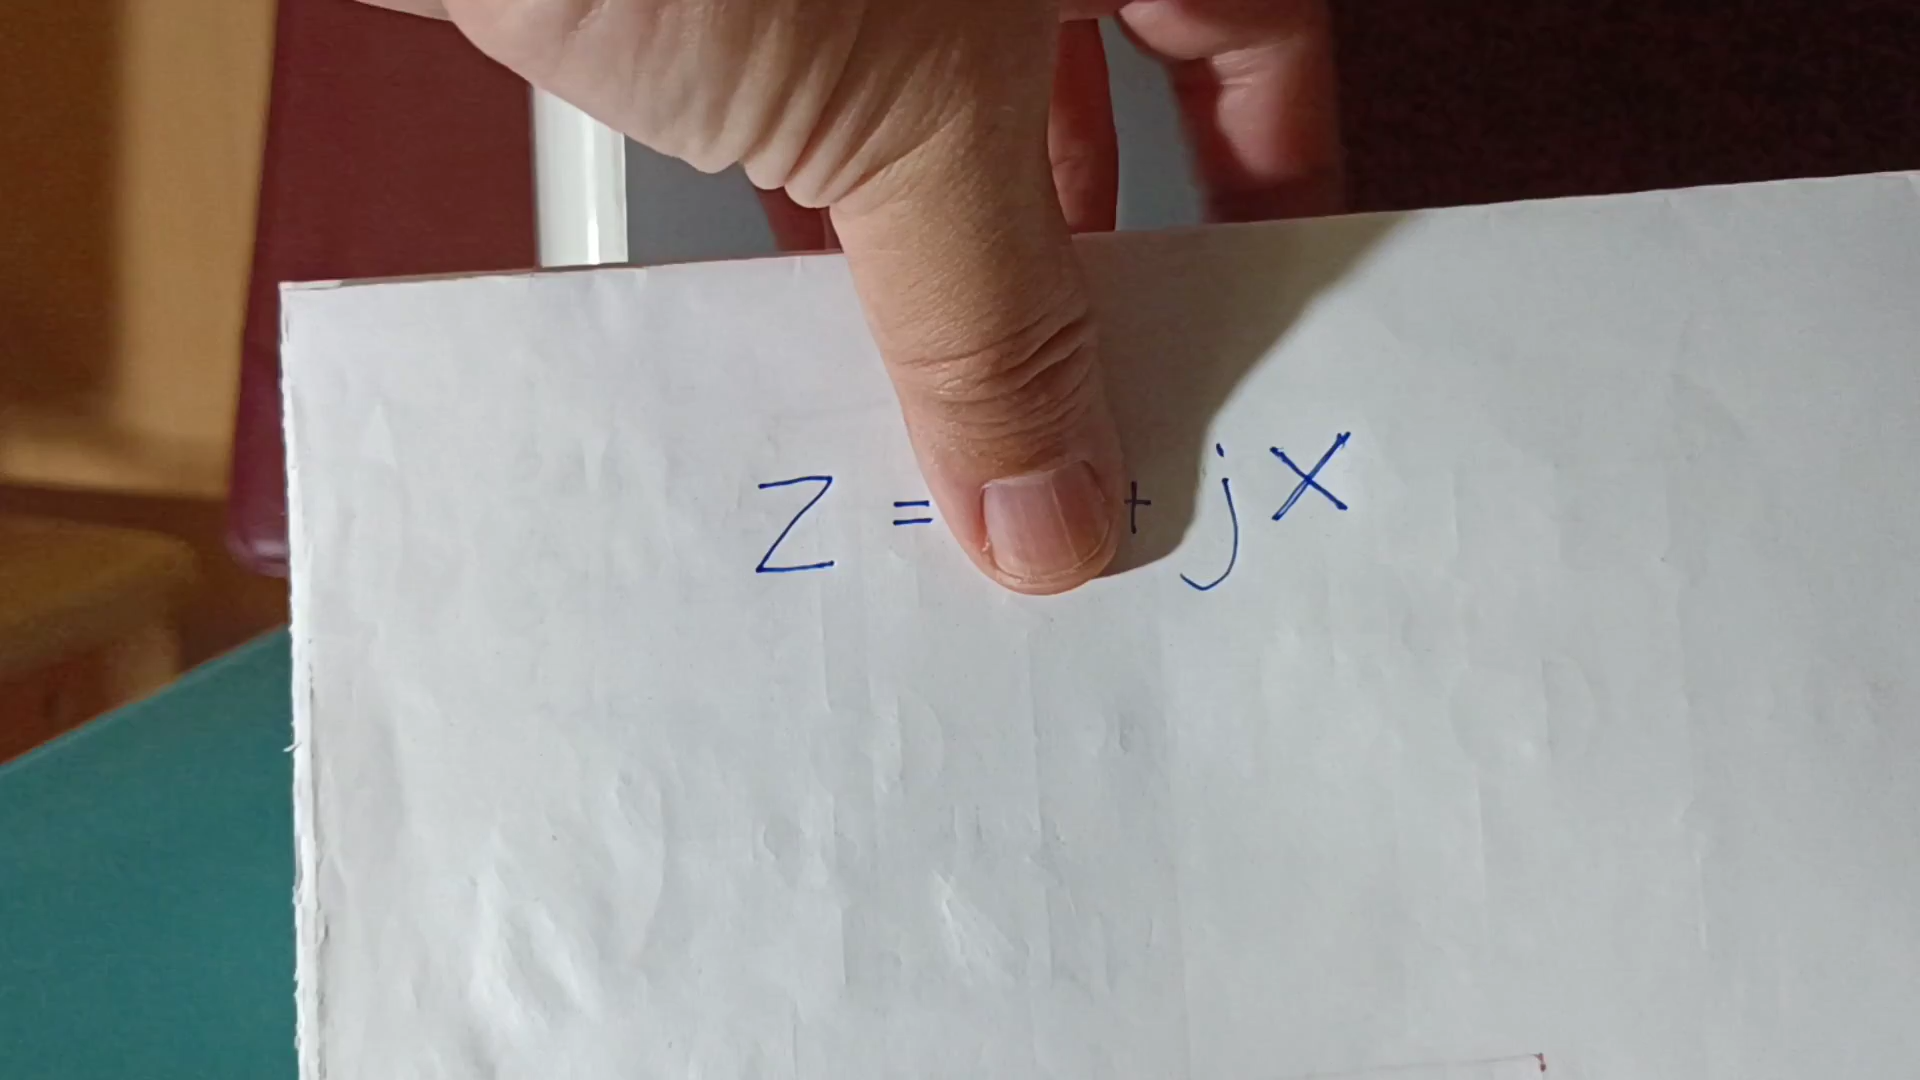 Z = + jX